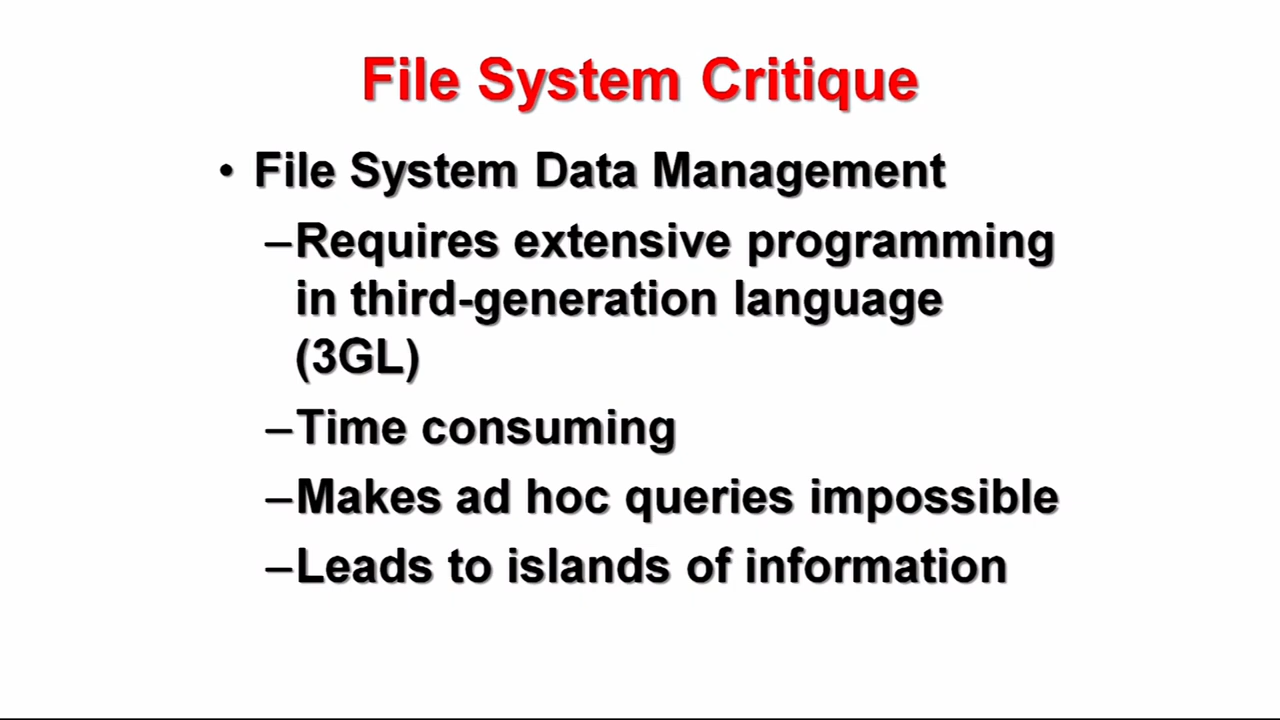 File System Critique
• File System Data Management
–Requires extensive programming
in third-generation language
(3GL)
–Time consuming
–Makes ad hoc queries impossible
–Leads to islands of information